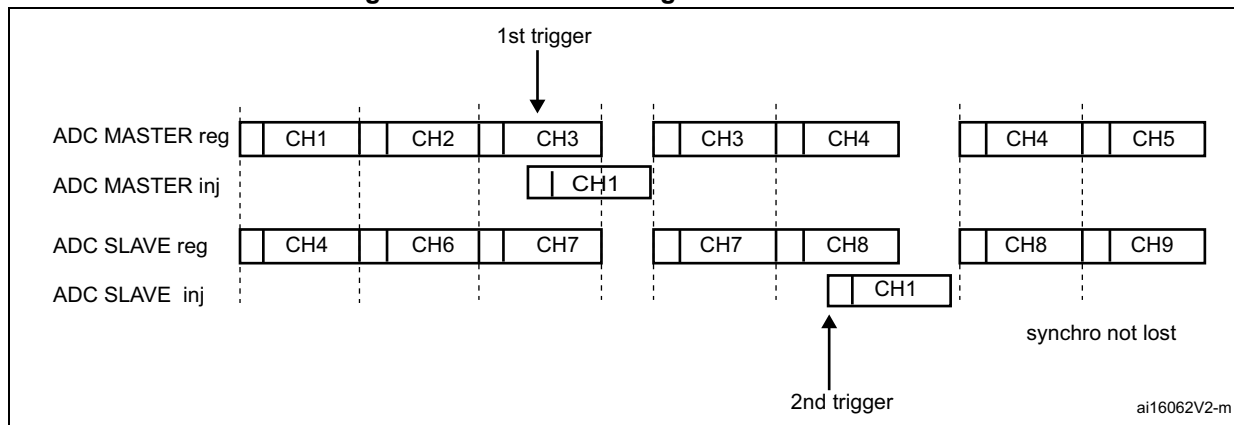 1st trigger
ADC MASTER reg CH1 CH2 CH3 CH3 CH4 CH4 CH5
ADC MASTER inj CH1
ADC SLAVE reg CH4 CH6 CH7 CH7 CH8 CH8 CH9
ADC SLAVE inj CH1
synchro not lost
2nd trigger
ai16062V2-m